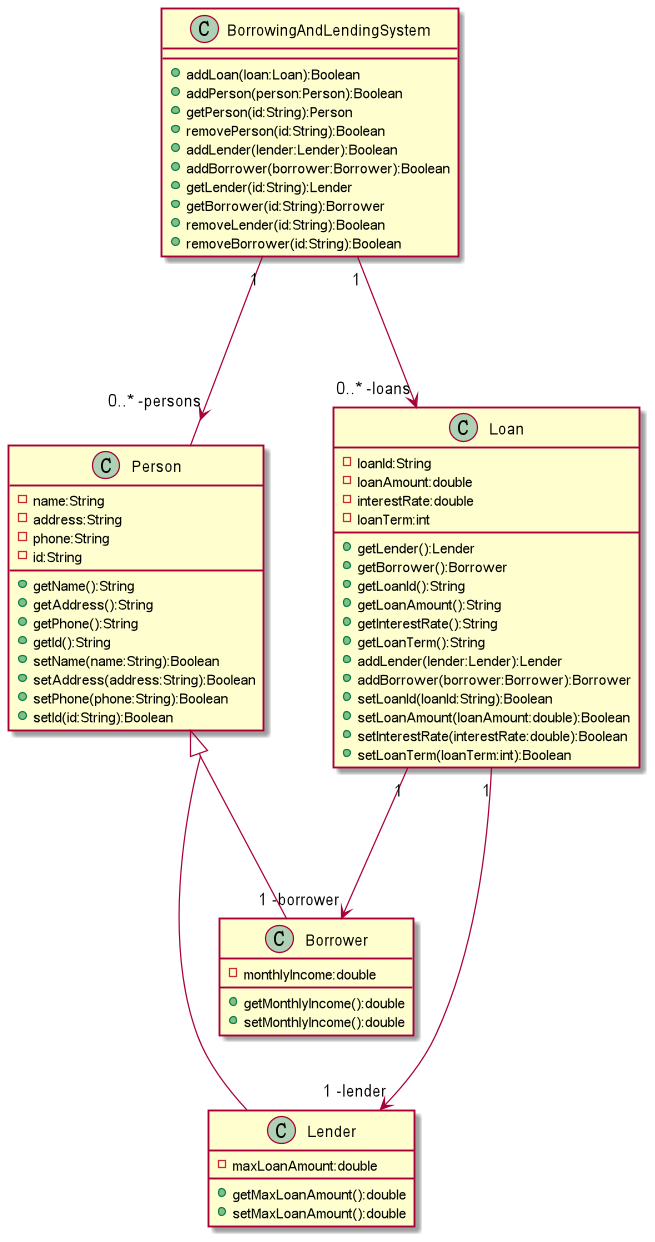 C BorrowingAndLendingSystem
addLoan(loan:Loan):Boolean
addPerson(person:Person):Boolean
getPerson(id:String):Person
removePerson(id:String):Boolean
addLender(lender:Lender):Boolean
addBorrower(borrower:Borrower):Boolean
getLender(id:String):Lender
getBorrower(id:String):Borrower
removeLender(id:String):Boolean
removeBorrower(id:String):Boolean
1
1
0..* -persons
0..* -loans
C Person
name:String
address:String
phone:String
id:String
getName():String
getAddress():String
getPhone():String
getId():String
setName(name:String):Boolean
setAddress(address:String):Boolean
setPhone(phone:String):Boolean
setId(id:String):Boolean
C Loan
loanId:String
loanAmount:double
interestRate:double
loanTerm:int
getLender():Lender
getBorrower():Borrower
getLoanId():String
getLoanAmount():String
getInterestRate():String
getLoanTerm():String
addLender(lender:Lender):Lender
addBorrower(borrower:Borrower):Borrower
setLoanId(loanId:String):Boolean
setLoanAmount(loanAmount:double):Boolean
setInterestRate(interestRate:double):Boolean
setLoanTerm(loanTerm:int):Boolean
1
1
1 -borrower
C Borrower
monthlyIncome:double
getMonthlyIncome():double
setMonthlyIncome():double
1 -lender
C Lender
maxLoanAmount:double
getMaxLoanAmount():double
setMaxLoanAmount():double